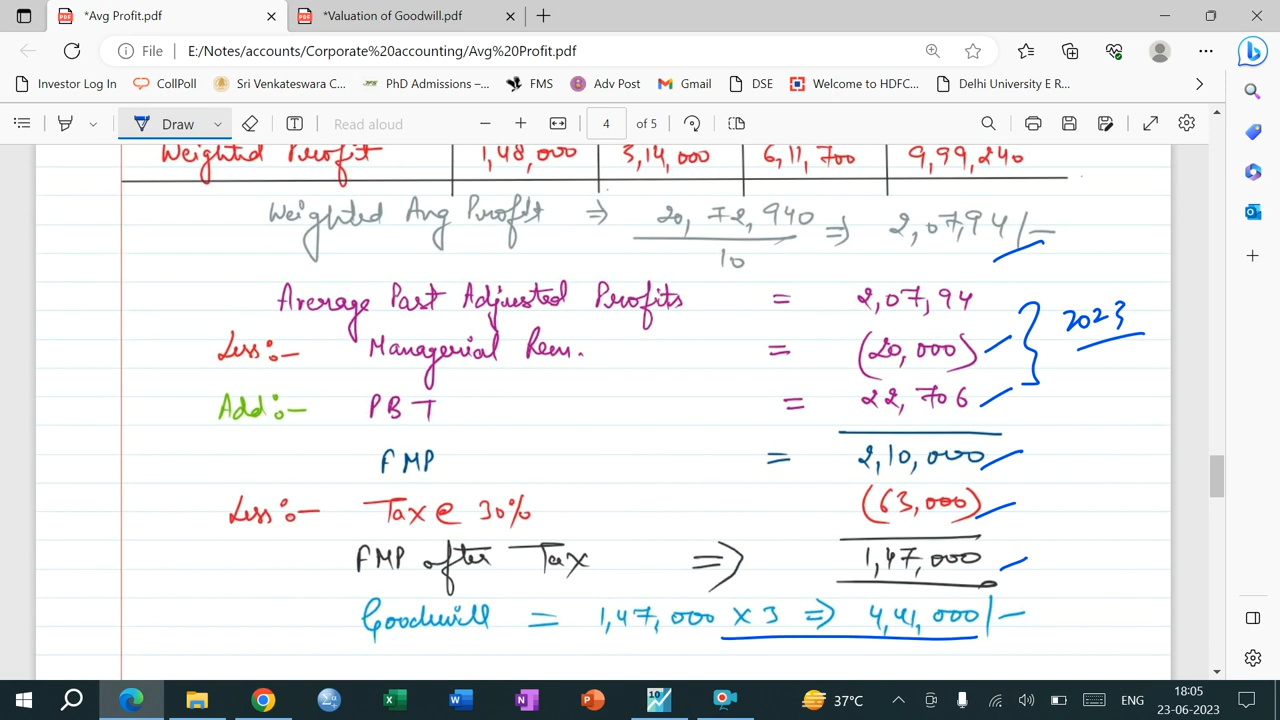 *Avg Profit.pdf
*Valuation of Goodwill.pdf
File E:/Notes/accounts/Corporate%20accounting/Avg%20Profit.pdf
Investor Log In CollPoll Sri Venkateswara C... PhD Admissions –... FMS Adv Post Gmail DSE Welcome to HDFC... Delhi University E R...
Draw Read aloud 4 of 5
Weighted Profit 1,48,000 3,14,000 6,11,700 9,99,240
Weighted Avg Profit ⇒ 20,72,940 / 10 ⇒ 2,07,94/—
Average Past Adjusted Profits = 2,07,94
Less:- Managerial Rem. = (20,000)
2023
Add:- PBT = 22,706
FMP = 2,10,000
Less:- Tax @ 30% (63,000)
FMP after Tax ⇒ 1,47,000
Goodwill = 1,47,000 × 3 ⇒ 4,41,000/—
37°C ENG 18:05
23-06-2023